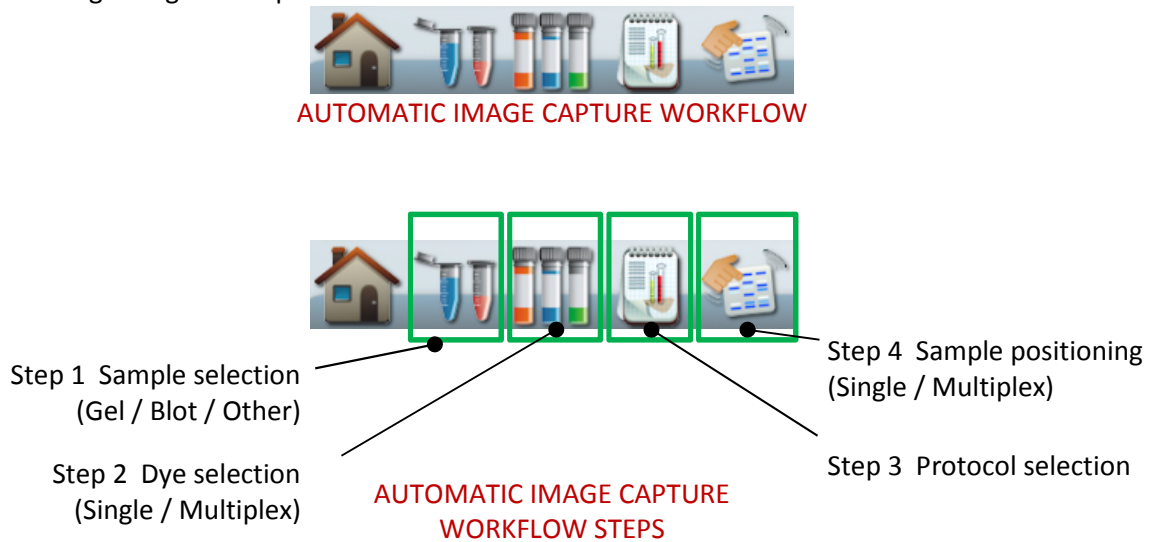 AUTOMATIC IMAGE CAPTURE WORKFLOW
Step 1 Sample selection
(Gel / Blot / Other)
Step 2 Dye selection
(Single / Multiplex)
Step 4 Sample positioning
(Single / Multiplex)
Step 3 Protocol selection
AUTOMATIC IMAGE CAPTURE
WORKFLOW STEPS